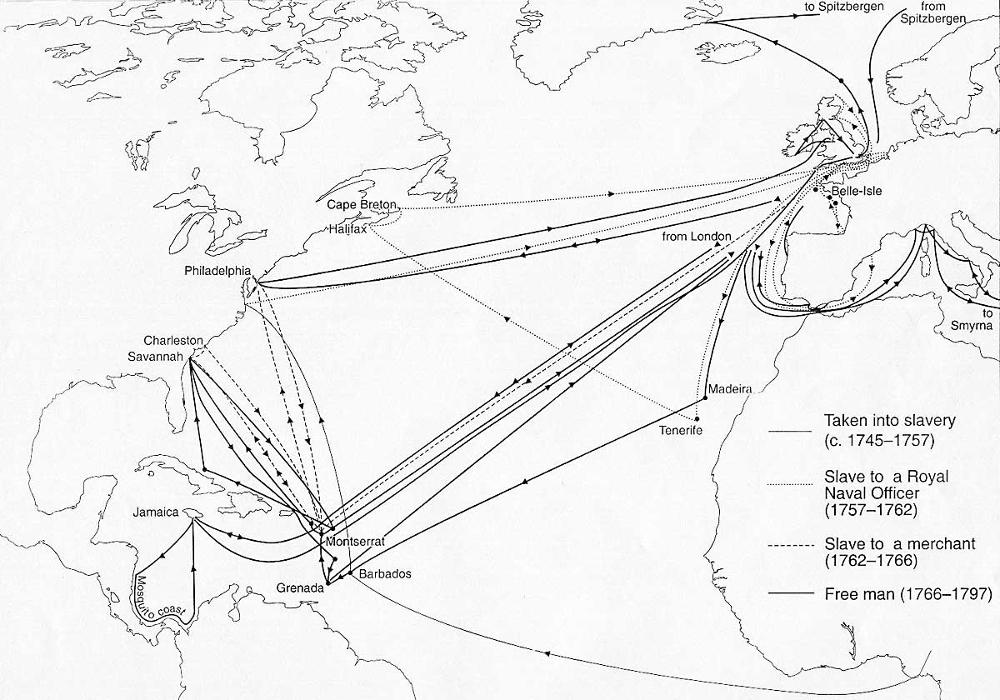 to Spitzbergen
from
Spitzbergen
Belle-Isle
Cape Breton
Halifax
from London
Philadelphia
to
Smyrna
Charleston
Savannah
Madeira
Tenerife
Jamaica
Montserrat
Barbados
Grenada
Mosquito coast
Taken into slavery
(c. 1745–1757)
Slave to a Royal
Naval Officer
(1757–1762)
Slave to a merchant
(1762–1766)
Free man (1766–1797)